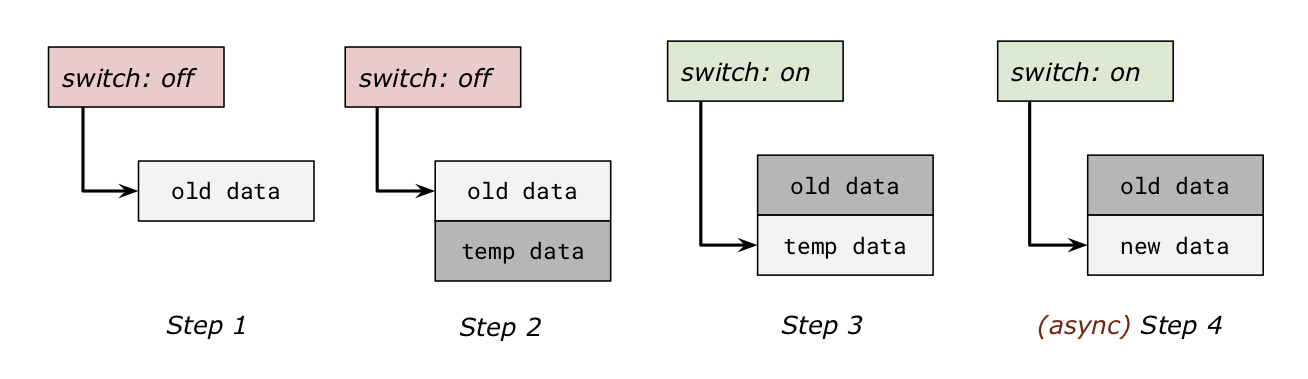 switch: off
old data
Step 1
switch: off
old data
temp data
Step 2
switch: on
old data
temp data
Step 3
switch: on
old data
new data
(async) Step 4